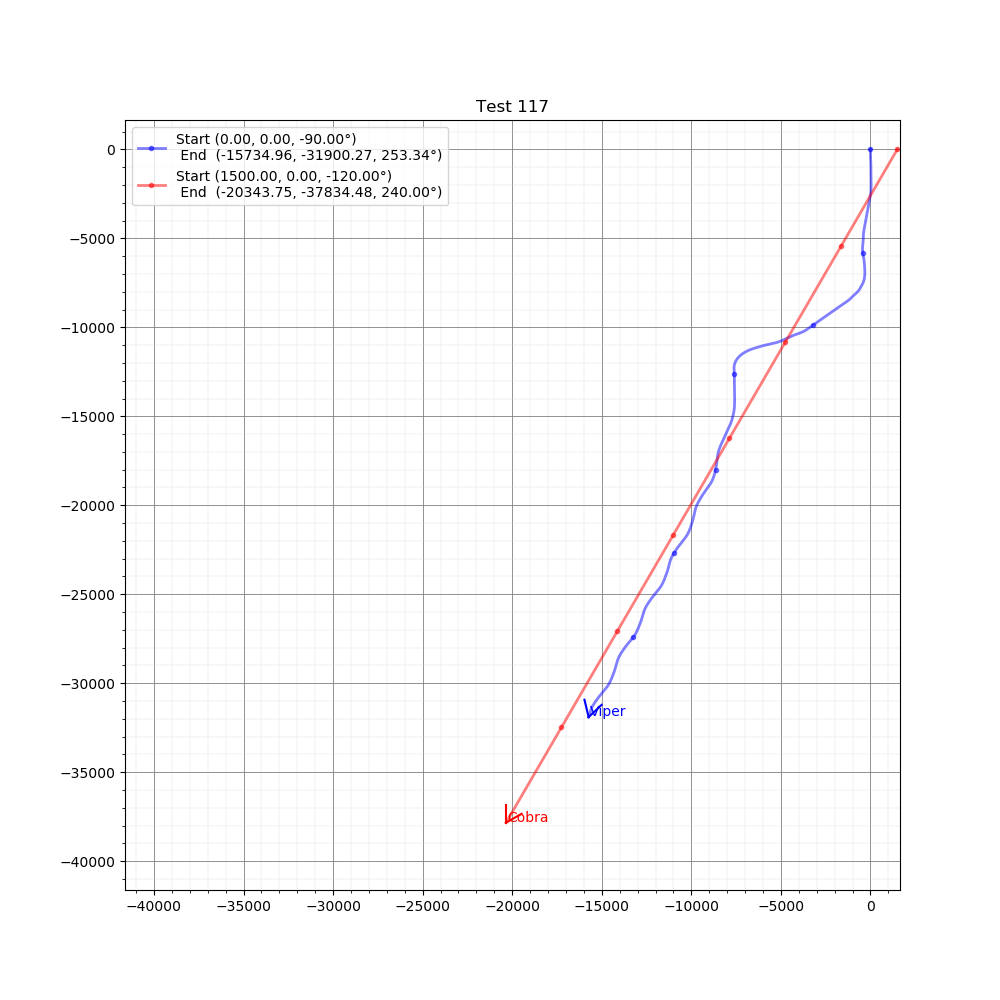 Test 117
Start (0.00, 0.00, -90.00°)
End (-15734.96, -31900.27, 253.34°)
Start (1500.00, 0.00, -120.00°)
End (-20343.75, -37834.48, 240.00°)
0
−5000
−10000
−15000
−20000
−25000
−30000
−35000
−40000
Viper
Cobra
−40000 −35000 −30000 −25000 −20000 −15000 −10000 −5000 0